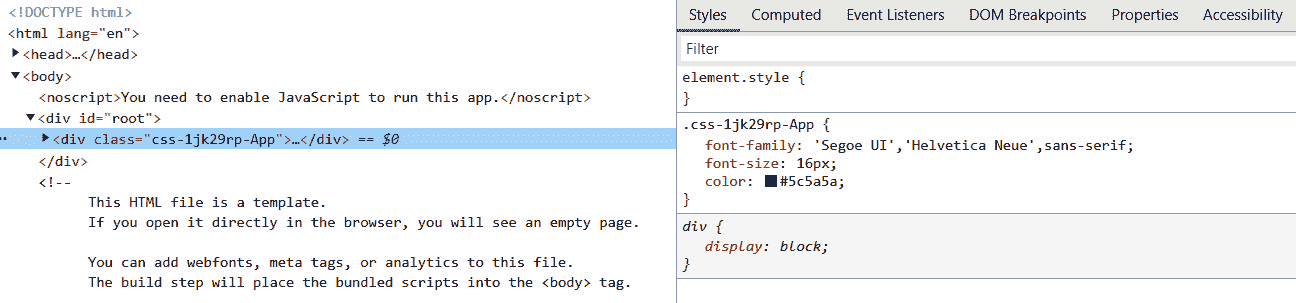 <!DOCTYPE html>
<html lang="en">
<head>…</head>
<body>
<noscript>You need to enable JavaScript to run this app.</noscript>
<div id="root">
<div class="css-1jk29rp-App">…</div> == $0
</div>
<!--
This HTML file is a template.
If you open it directly in the browser, you will see an empty page.
You can add webfonts, meta tags, or analytics to this file.
The build step will place the bundled scripts into the <body> tag.
Styles Computed Event Listeners DOM Breakpoints Properties Accessibility
Filter
element.style {
}
.css-1jk29rp-App {
font-family: 'Segoe UI','Helvetica Neue',sans-serif;
font-size: 16px;
color: #5c5a5a;
}
div {
display: block;
}